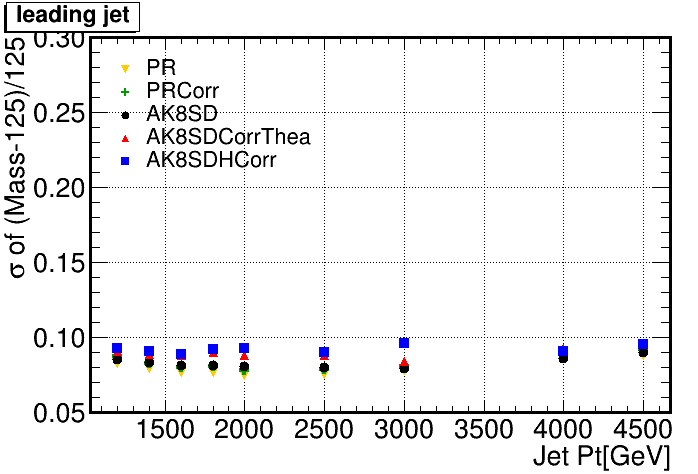 leading jet
σ of (Mass-125)/125
0.30
0.25
0.20
0.15
0.10
0.05
PR
PRCorr
AK8SD
AK8SDCorrThea
AK8SDHCorr
1500 2000 2500 3000 3500 4000 4500
Jet Pt[GeV]